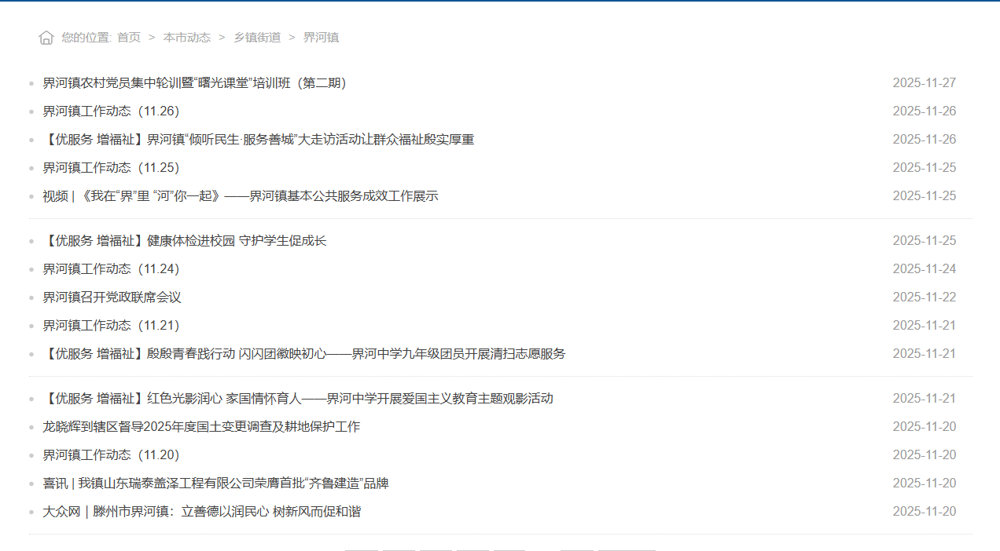 您的位置: 首页 > 本市动态 > 乡镇街道 > 界河镇
界河镇农村党员集中轮训暨“曙光课堂”培训班（第二期） 2025-11-27
界河镇工作动态（11.26） 2025-11-26
【优服务 增福祉】界河镇“倾听民生·服务善城”大走访活动让群众福祉殷实厚重 2025-11-26
界河镇工作动态（11.25） 2025-11-25
视频 | 《我在“界”里 “河”你一起》——界河镇基本公共服务成效工作展示 2025-11-25
【优服务 增福祉】健康体检进校园 守护学生促成长 2025-11-25
界河镇工作动态（11.24） 2025-11-24
界河镇召开党政联席会议 2025-11-22
界河镇工作动态（11.21） 2025-11-21
【优服务 增福祉】殷殷青春践行动 闪闪团徽映初心——界河中学九年级团员开展清扫志愿服务 2025-11-21
【优服务 增福祉】红色光影润心 家国情怀育人——界河中学开展爱国主义教育主题观影活动 2025-11-21
龙晓辉到辖区督导2025年度国土变更调查及耕地保护工作 2025-11-20
界河镇工作动态（11.20） 2025-11-20
喜讯 | 我镇山东瑞泰盖泽工程有限公司荣膺首批“齐鲁建造”品牌 2025-11-20
大众网｜滕州市界河镇：立善德以润民心 树新风而促和谐 2025-11-20